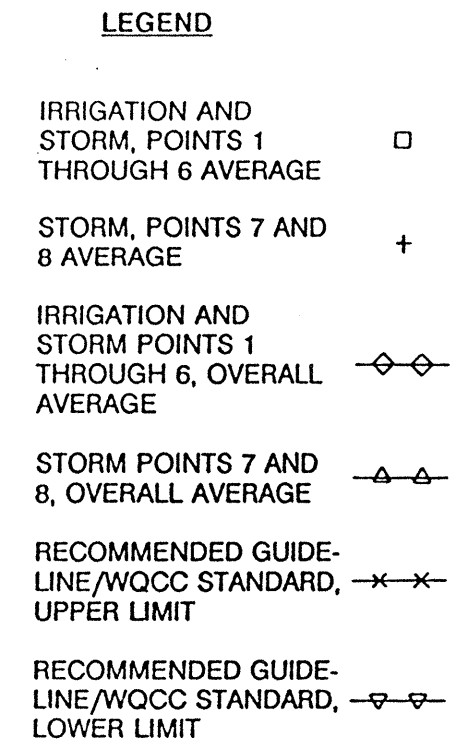 LEGEND
IRRIGATION AND
STORM, POINTS 1
THROUGH 6 AVERAGE
STORM, POINTS 7 AND
8 AVERAGE
IRRIGATION AND
STORM POINTS 1
THROUGH 6, OVERALL
AVERAGE
STORM POINTS 7 AND
8, OVERALL AVERAGE
RECOMMENDED GUIDE-
LINE/WQCC STANDARD,
UPPER LIMIT
RECOMMENDED GUIDE-
LINE/WQCC STANDARD,
LOWER LIMIT